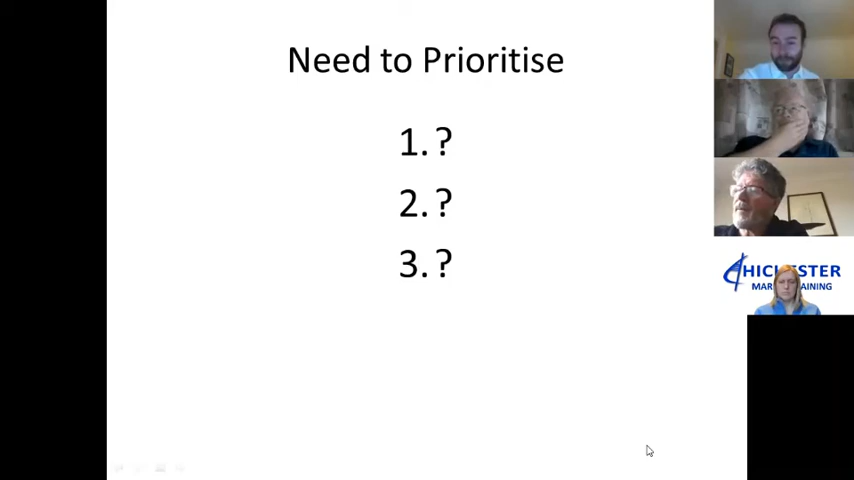 Need to Prioritise
1. ?
2. ?
3. ?